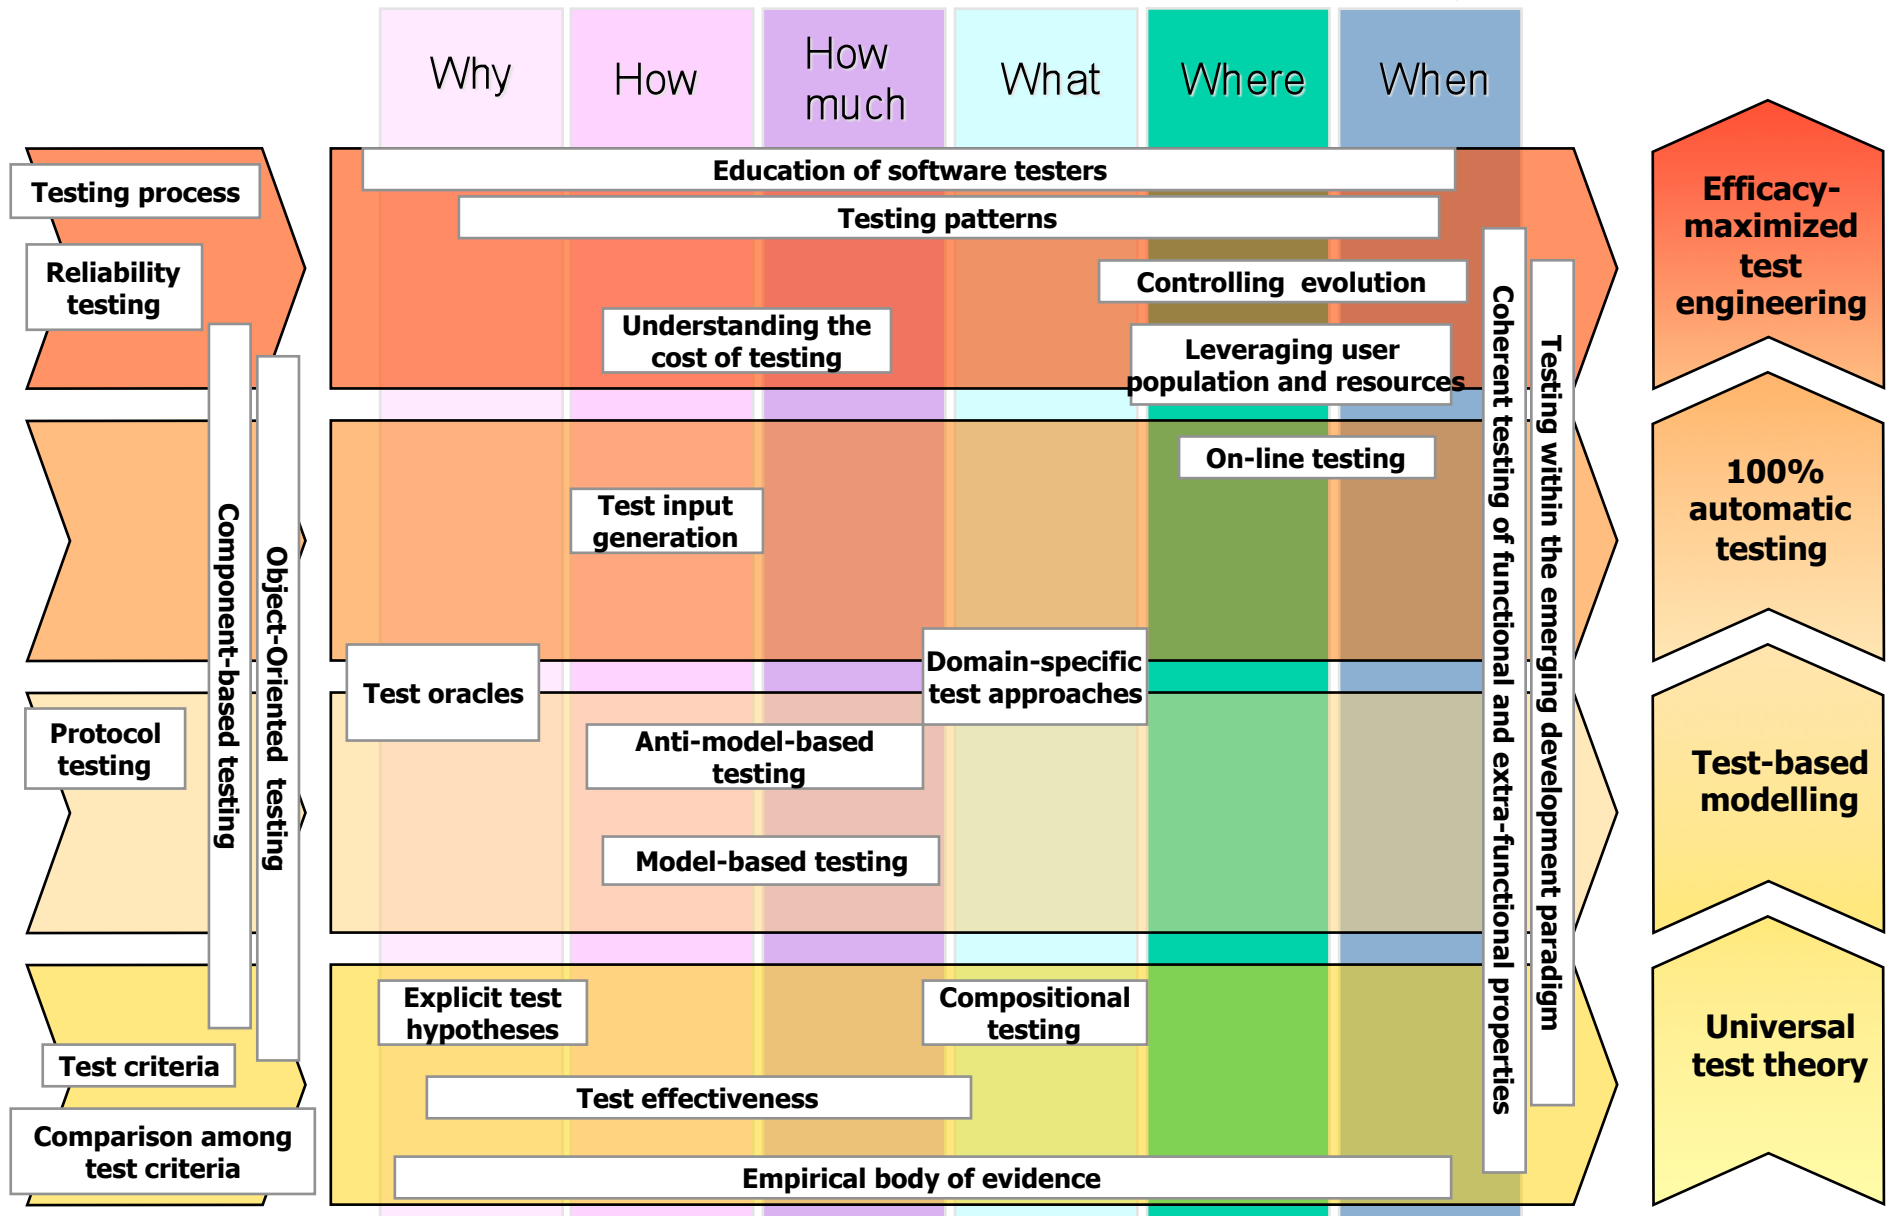 Why
How
How
much
What
Where
When
Testing process
Reliability
testing
Component-based testing
Object-Oriented testing
Protocol
testing
Test criteria
Comparison among
test criteria
Education of software testers
Testing patterns
Controlling evolution
Understanding the
cost of testing
Leveraging user
population and resources
On-line testing
Test input
generation
Test oracles
Domain-specific
test approaches
Anti-model-based
testing
Model-based testing
Explicit test
hypotheses
Compositional
testing
Test effectiveness
Empirical body of evidence
Coherent testing of functional and extra-functional properties
Testing within the emerging development paradigm
Efficacy-
maximized
test
engineering
100%
automatic
testing
Test-based
modelling
Universal
test theory